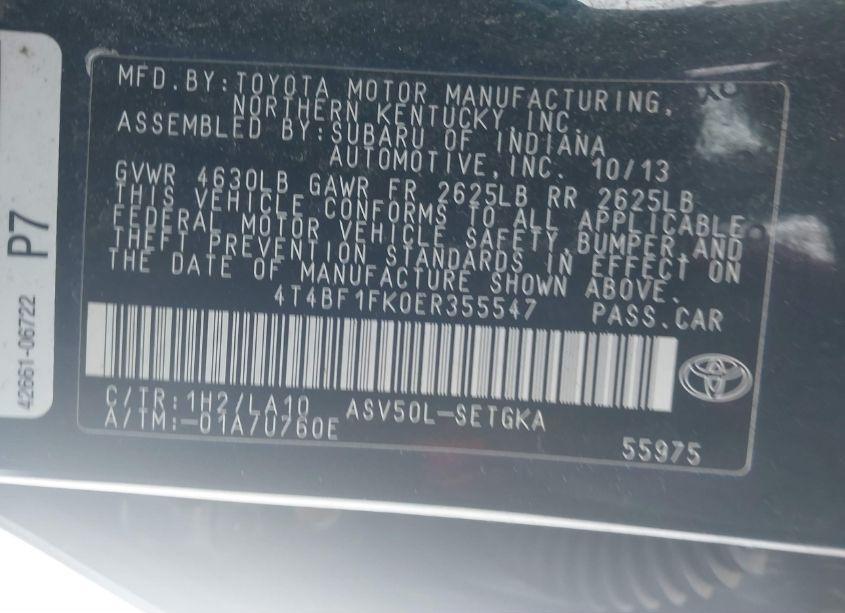 MFD.BY:TOYOTA MOTOR MANUFACTURING,
NORTHERN KENTUCKY,INC.
ASSEMBLED BY:SUBARU OF INDIANA
AUTOMOTIVE,INC. 10/13
GVWR 4630LB GAWR FR 2625LB RR 2625LB
THIS VEHICLE CONFORMS TO ALL APPLICABLE
FEDERAL MOTOR VEHICLE SAFETY,BUMPER,AND
THEFT PREVENTION STANDARDS IN EFFECT ON
THE DATE OF MANUFACTURE SHOWN ABOVE.
4T4BF1FK0ER355547 PASS.CAR
C/TR:1H2/LA10 ASV50L-SETGKA
A/TM:-01A/U760E
55975
42661-06722 P7